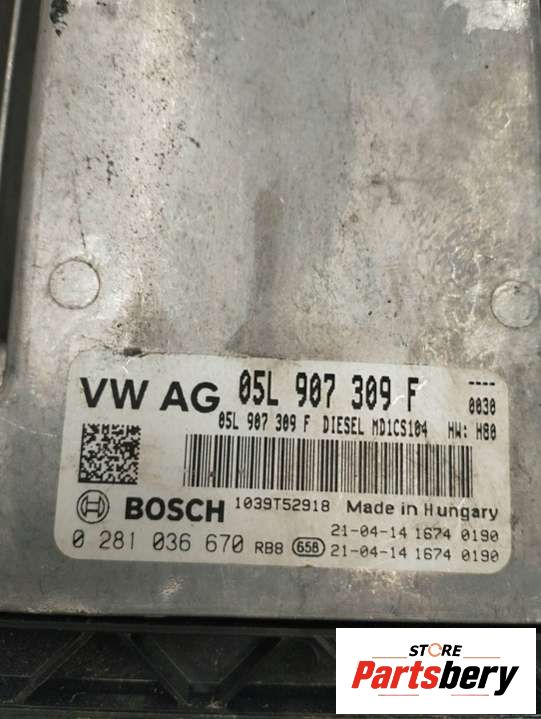 VW AG 05L 907 309 F ----
0030
05L 907 309 F DIESEL MD1CS104 HW: H80
BOSCH 1039T52918 Made in Hungary
21-04-14 1674 0190
0 281 036 670 RB8 658 21-04-14 1674 0190
STORE
Partsbery